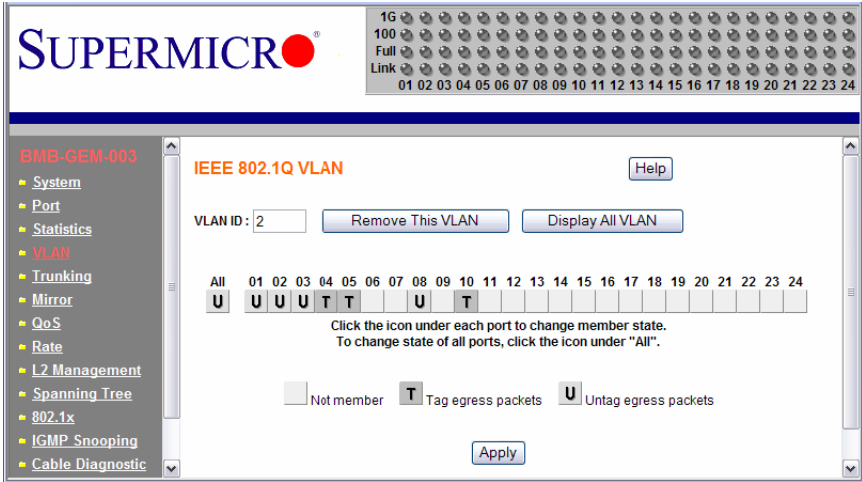 SUPERMICRO®
1G
100
Full
Link
01 02 03 04 05 06 07 08 09 10 11 12 13 14 15 16 17 18 19 20 21 22 23 24
BMB-GEM-003
System
Port
Statistics
VLAN
Trunking
Mirror
QoS
Rate
L2 Management
Spanning Tree
802.1x
IGMP Snooping
Cable Diagnostic
IEEE 802.1Q VLAN
Help
VLAN ID : 2 Remove This VLAN Display All VLAN
All 01 02 03 04 05 06 07 08 09 10 11 12 13 14 15 16 17 18 19 20 21 22 23 24
U U U U T T U T
Click the icon under each port to change member state.
To change state of all ports, click the icon under "All".
Not member T Tag egress packets U Untag egress packets
Apply